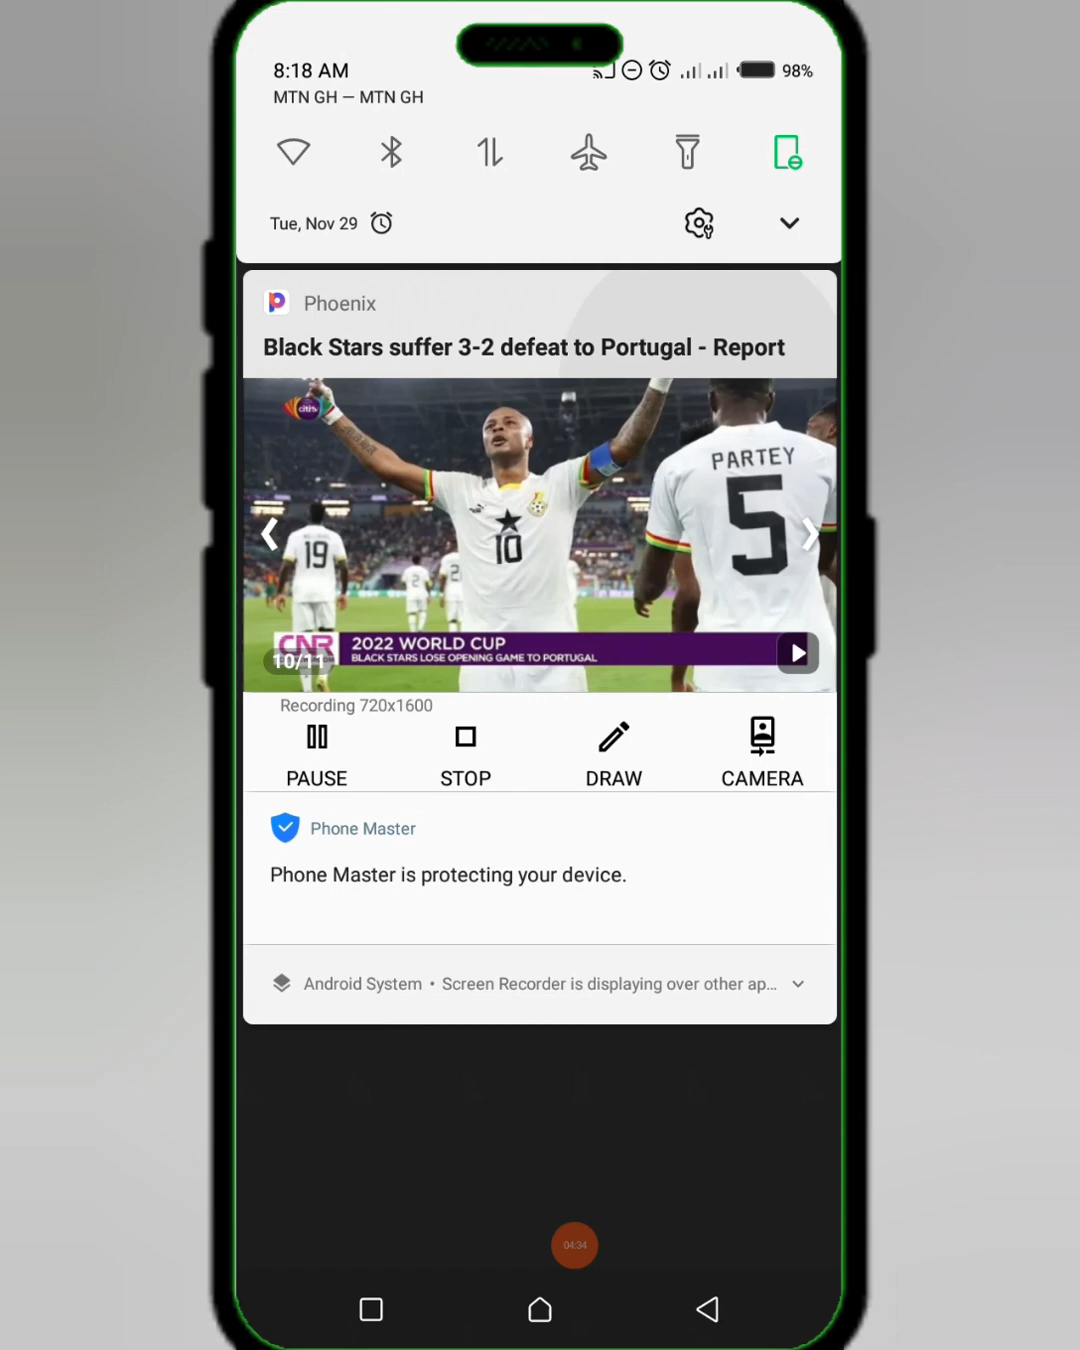 8:18 AM
98%
MTN GH — MTN GH
Tue, Nov 29
Phoenix
Black Stars suffer 3-2 defeat to Portugal - Report
citi
PARTEY
5
10
19
2
2
CNR
2022 WORLD CUP
BLACK STARS LOSE OPENING GAME TO PORTUGAL
10/11
Recording 720x1600
PAUSE
STOP
DRAW
CAMERA
Phone Master
Phone Master is protecting your device.
Android System • Screen Recorder is displaying over other ap...
04:34